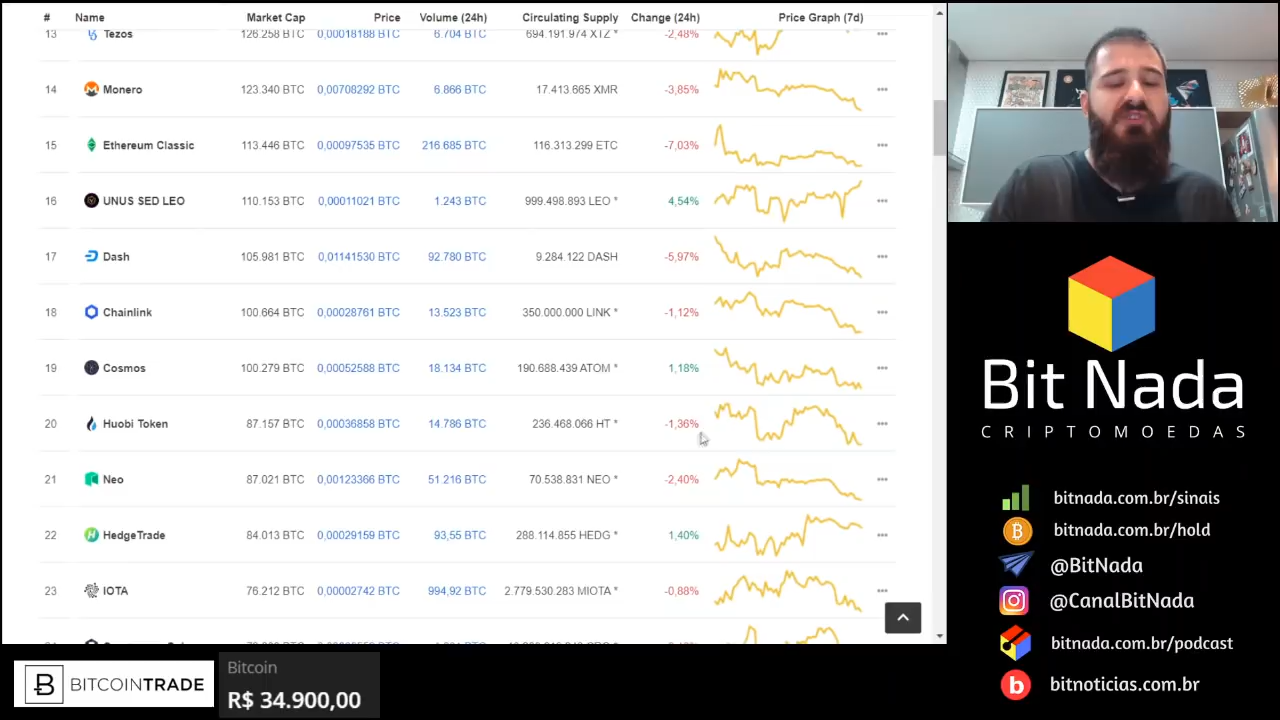 # Name Market Cap Price Volume (24h) Circulating Supply Change (24h) Price Graph (7d)
13 Tezos 126.258 BTC 0,00018188 BTC 6.704 BTC 694.191.974 XTZ * -2,48%
14 Monero 123.340 BTC 0,00708292 BTC 6.866 BTC 17.413.665 XMR -3,85%
15 Ethereum Classic 113.446 BTC 0,00097535 BTC 216.685 BTC 116.313.299 ETC -7,03%
16 UNUS SED LEO 110.153 BTC 0,00011021 BTC 1.243 BTC 999.498.893 LEO * 4,54%
17 Dash 105.981 BTC 0,01141530 BTC 92.780 BTC 9.284.122 DASH -5,97%
18 Chainlink 100.664 BTC 0,00028761 BTC 13.523 BTC 350.000.000 LINK * -1,12%
19 Cosmos 100.279 BTC 0,00052588 BTC 18.134 BTC 190.688.439 ATOM * 1,18%
20 Huobi Token 87.157 BTC 0,00036858 BTC 14.786 BTC 236.468.066 HT * -1,36%
21 Neo 87.021 BTC 0,00123366 BTC 51.216 BTC 70.538.831 NEO * -2,40%
22 HedgeTrade 84.013 BTC 0,00029159 BTC 93,55 BTC 288.114.855 HEDG * 1,40%
23 IOTA 76.212 BTC 0,00002742 BTC 994,92 BTC 2.779.530.283 MIOTA * -0,88%
Bit Nada
CRIPTOMOEDAS
bitnada.com.br/sinais
bitnada.com.br/hold
@BitNada
@CanalBitNada
bitnada.com.br/podcast
bitnoticias.com.br
BITCOINTRADE
Bitcoin
R$ 34.900,00